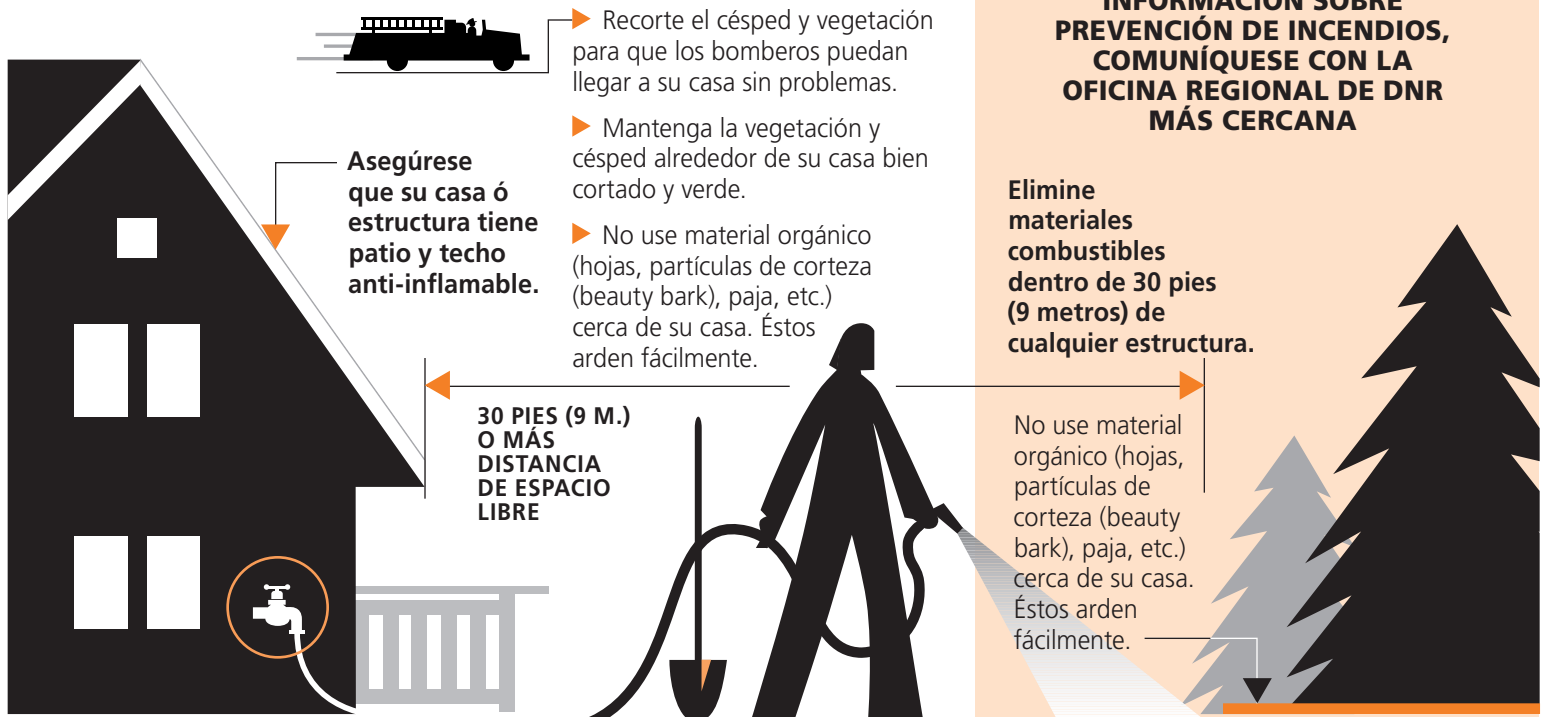 Recorte el césped y vegetación
para que los bomberos puedan
llegar a su casa sin problemas.
Mantenga la vegetación y
césped alrededor de su casa bien
cortado y verde.
No use material orgánico
(hojas, partículas de corteza
(beauty bark), paja, etc.)
cerca de su casa. Éstos
arden fácilmente.
Asegúrese
que su casa ó
estructura tiene
patio y techo
anti-inflamable.
30 PIES (9 M.)
O MÁS
DISTANCIA
DE ESPACIO
LIBRE
INFORMACIÓN SOBRE
PREVENCIÓN DE INCENDIOS,
COMUNÍQUESE CON LA
OFICINA REGIONAL DE DNR
MÁS CERCANA
Elimine
materiales
combustibles
dentro de 30 pies
(9 metros) de
cualquier estructura.
No use material
orgánico (hojas,
partículas de
corteza (beauty
bark), paja, etc.)
cerca de su casa.
Éstos arden
fácilmente.